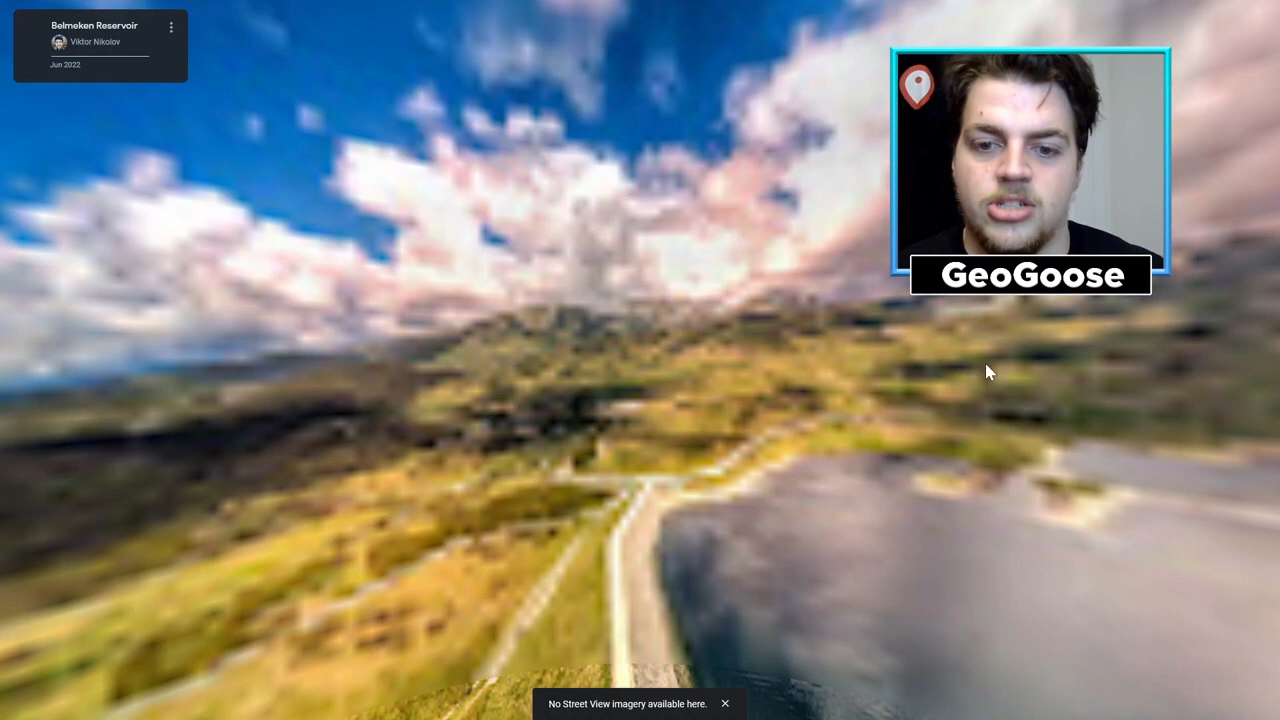 Belmeken Reservoir
Viktor Nikolov
Jun 2022
GeoGoose
No Street View imagery available here.